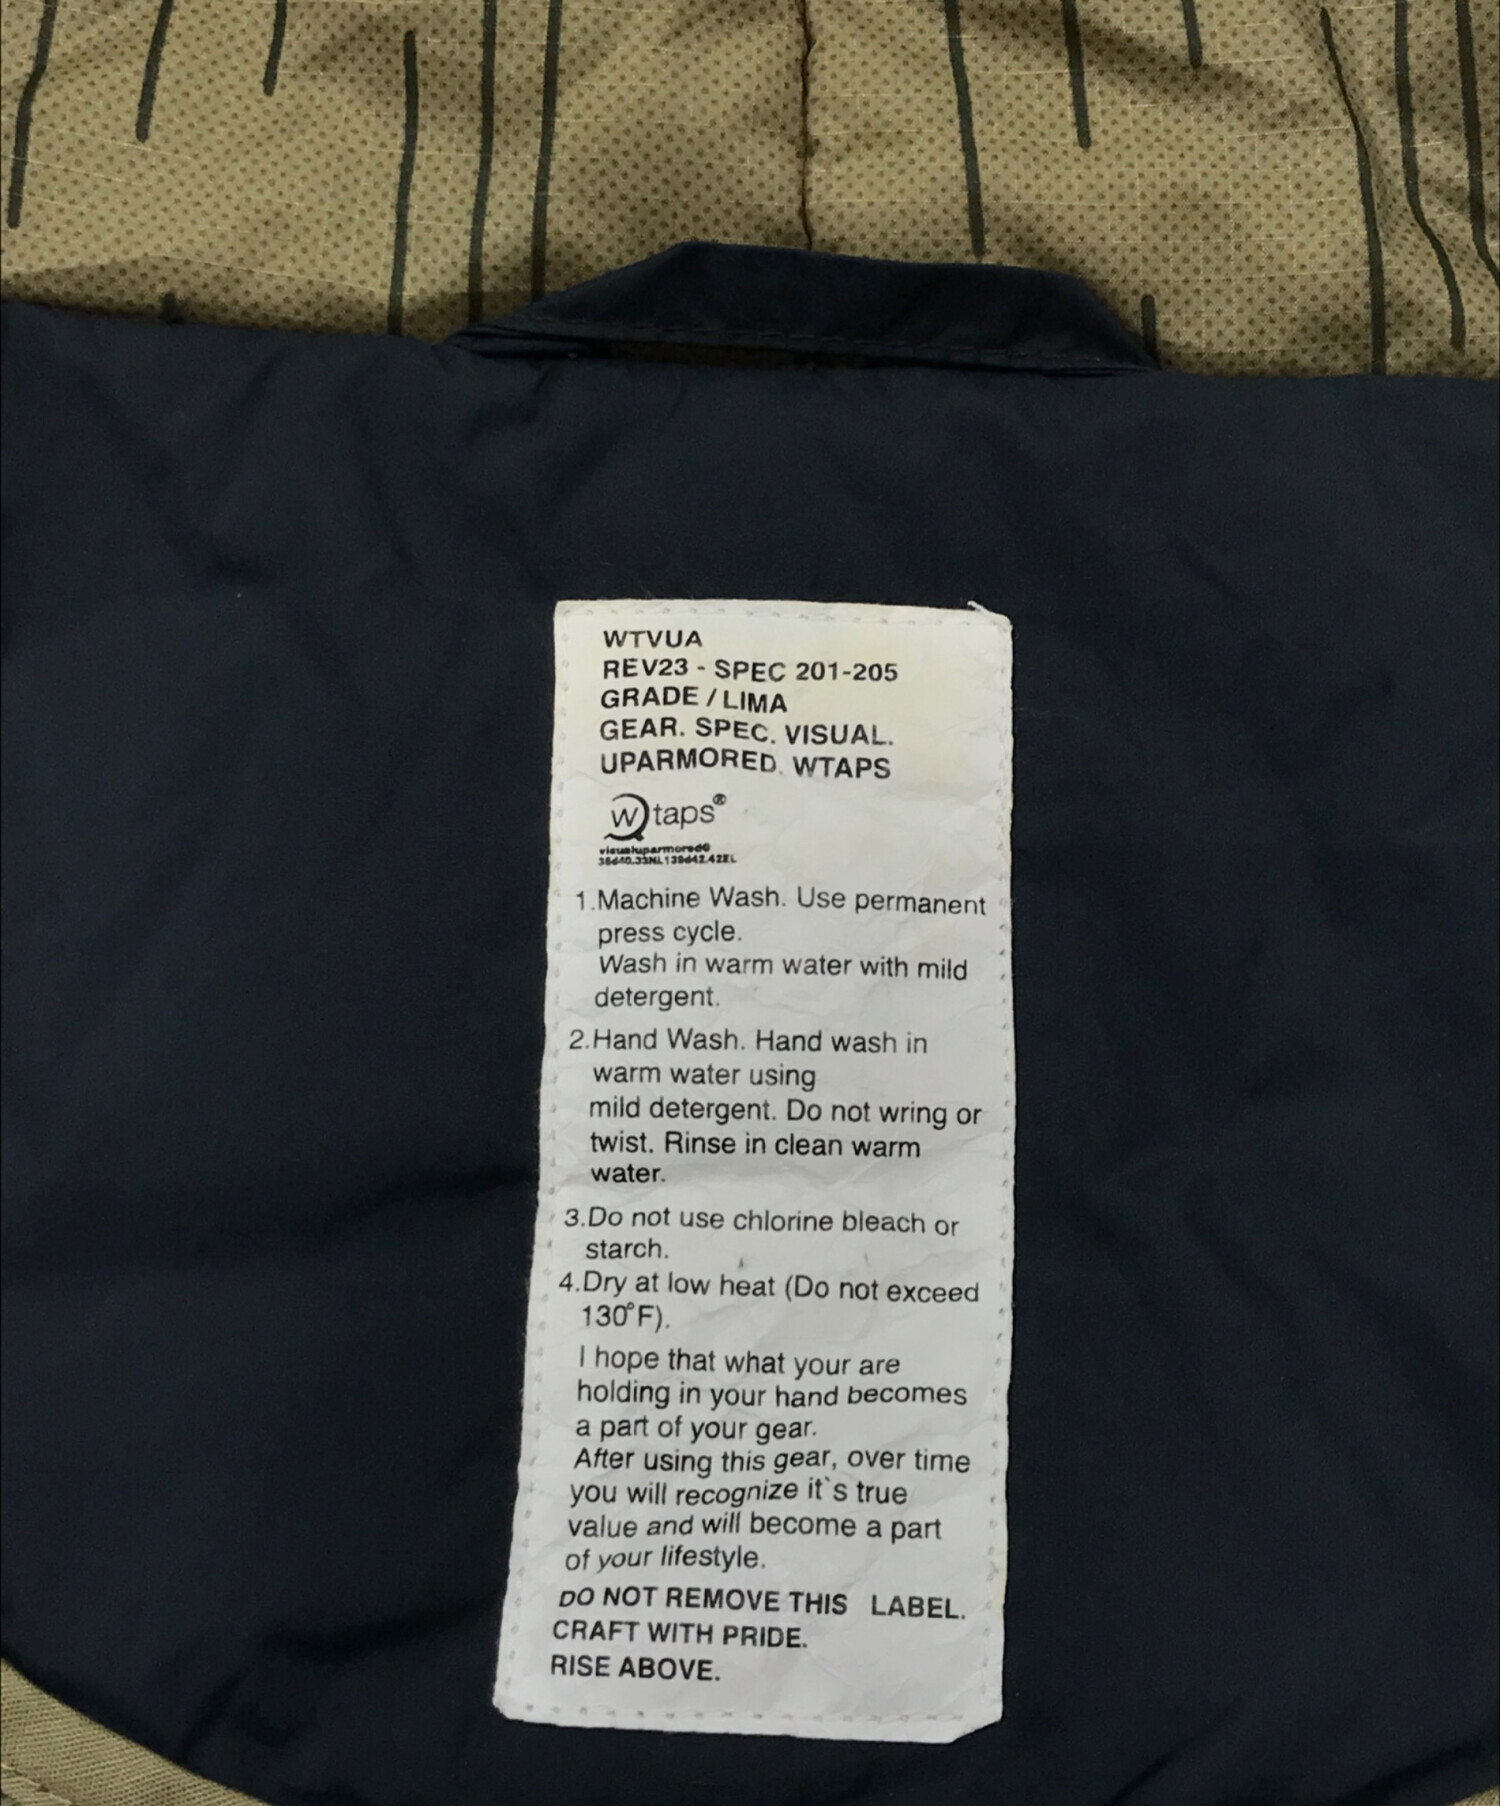 WTVUA
REV23 - SPEC 201-205
GRADE / LIMA
GEAR. SPEC. VISUAL.
UPARMORED. WTAPS
Wtaps®
visualuparmored©
1.Machine Wash. Use permanent
press cycle.
Wash in warm water with mild
detergent.
2.Hand Wash. Hand wash in
warm water using
mild detergent. Do not wring or
twist. Rinse in clean warm
water.
3.Do not use chlorine bleach or
starch.
4.Dry at low heat (Do not exceed
130°F).
I hope that what your are
holding in your hand becomes
a part of your gear.
After using this gear, over time
you will recognize it`s true
value and will become a part
of your lifestyle.
DO NOT REMOVE THIS LABEL.
CRAFT WITH PRIDE.
RISE ABOVE.